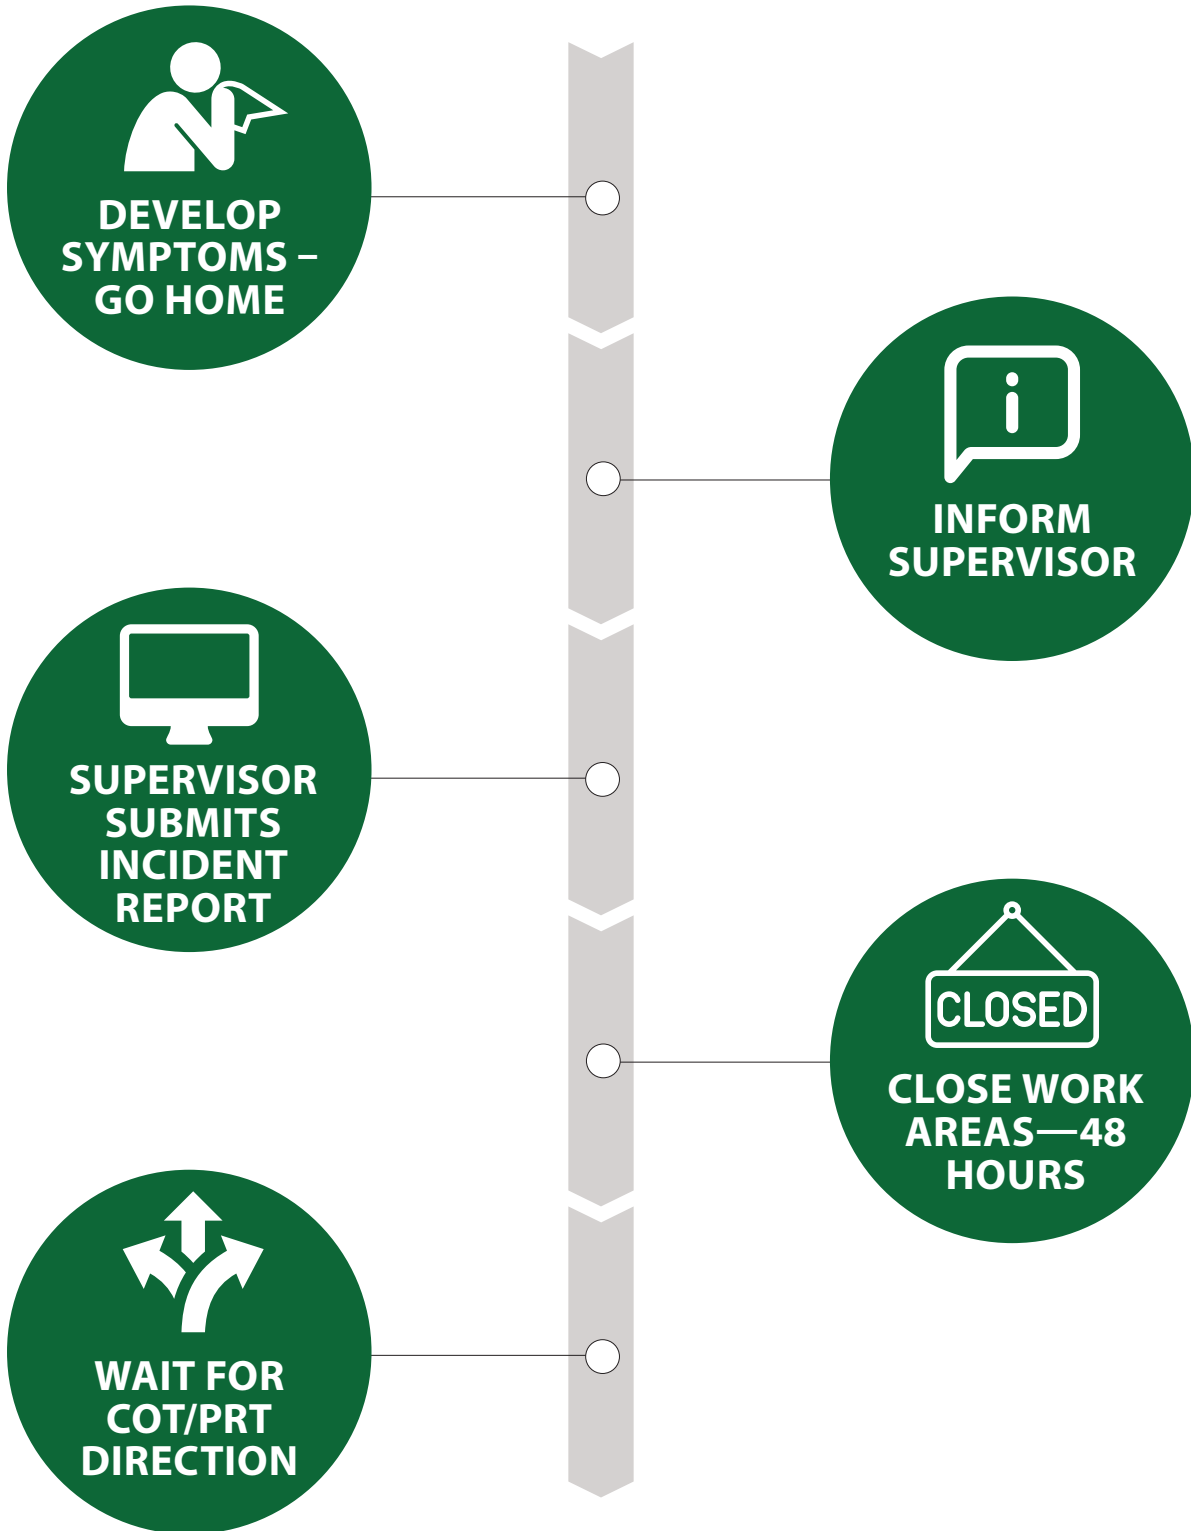 DEVELOP
SYMPTOMS –
GO HOME
i
INFORM
SUPERVISOR
SUPERVISOR
SUBMITS
INCIDENT
REPORT
CLOSED
CLOSE WORK
AREAS—48
HOURS
WAIT FOR
COT/PRT
DIRECTION